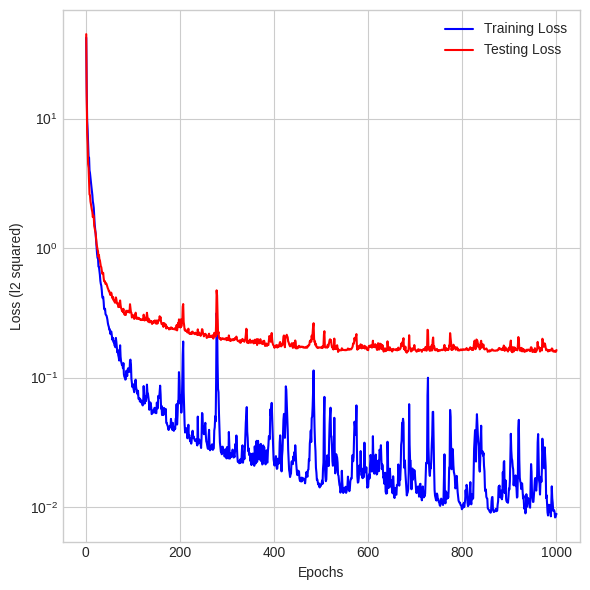 Training Loss
Testing Loss
10¹
10⁰
10⁻¹
10⁻²
Loss (l2 squared)
0 200 400 600 800 1000
Epochs